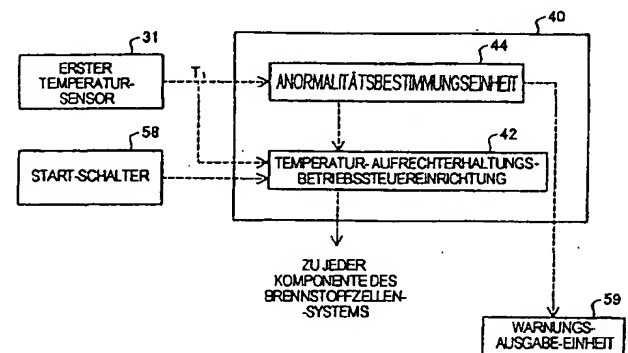 40
31
ERSTER
TEMPERATUR-
SENSOR
T₁
44
ANORMALITÄTSBESTIMMUNGSEINHEIT
58
START-SCHALTER
42
TEMPERATUR-AUFRECHTERHALTUNGS-
BETRIEBSSTEUEREINRICHTUNG
ZU JEDER
KOMPONENTE DES
BRENNSTOFFZELLEN-
-SYSTEMS
59
WARNUNGS-
AUSGABE-EINHEIT